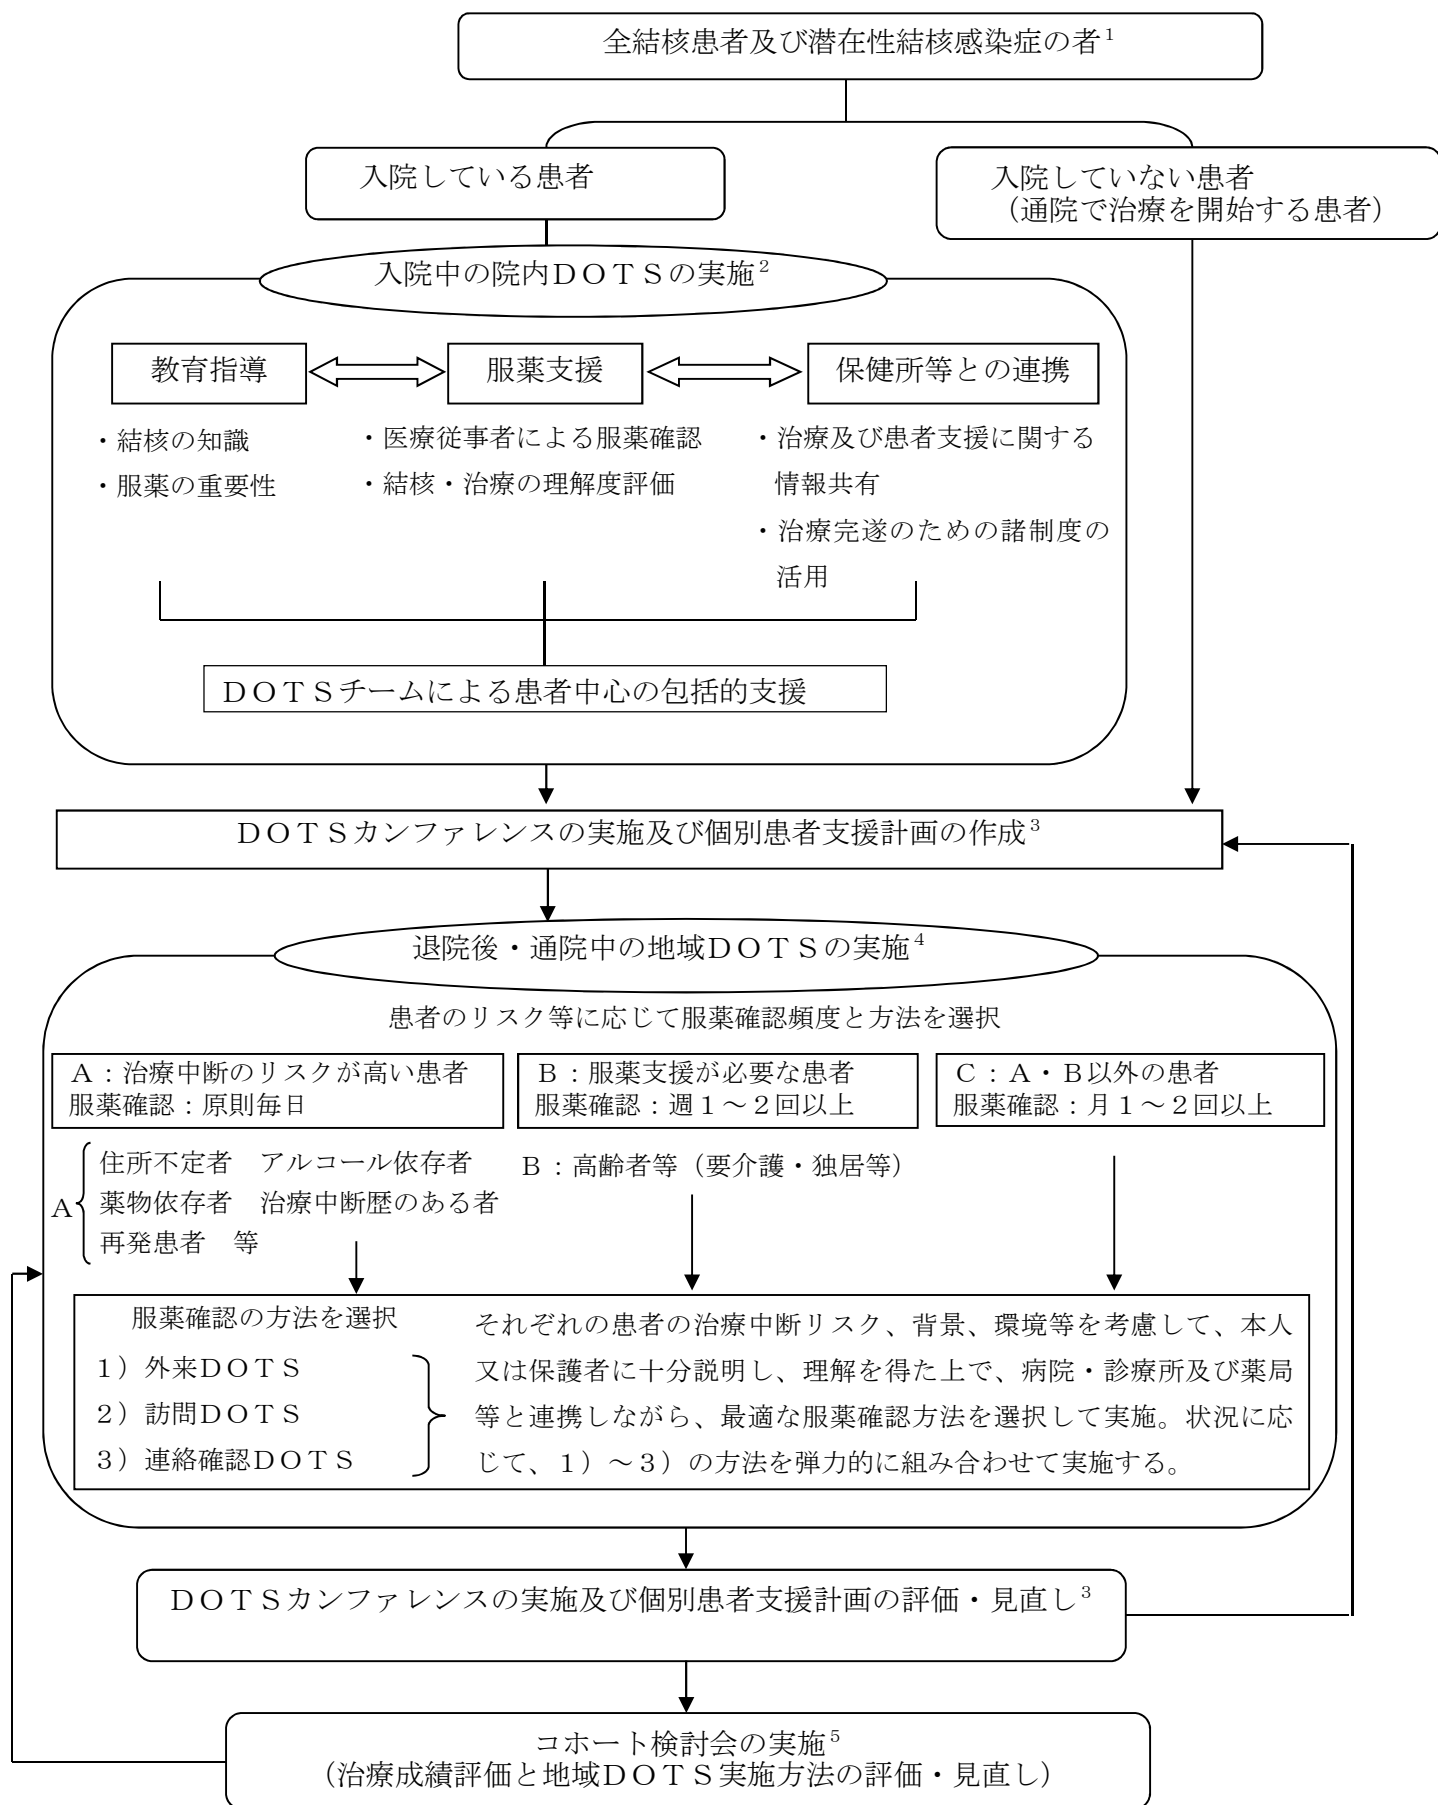 全結核患者及び潜在性結核感染症の者1
入院している患者
入院していない患者
（通院で治療を開始する患者）
入院中の院内DOTSの実施2
教育指導
服薬支援
保健所等との連携
・結核の知識
・服薬の重要性
・医療従事者による服薬確認
・結核・治療の理解度評価
・治療及び患者支援に関する
情報共有
・治療完遂のための諸制度の
活用
DOTSチームによる患者中心の包括的支援
DOTSカンファレンスの実施及び個別患者支援計画の作成3
退院後・通院中の地域DOTSの実施4
患者のリスク等に応じて服薬確認頻度と方法を選択
A：治療中断のリスクが高い患者
服薬確認：原則毎日
B：服薬支援が必要な患者
服薬確認：週1～2回以上
C：A・B以外の患者
服薬確認：月1～2回以上
A
住所不定者　アルコール依存者
薬物依存者　治療中断歴のある者
再発患者　等
B：高齢者等（要介護・独居等）
服薬確認の方法を選択
1）外来DOTS
2）訪問DOTS
3）連絡確認DOTS
それぞれの患者の治療中断リスク、背景、環境等を考慮して、本人
又は保護者に十分説明し、理解を得た上で、病院・診療所及び薬局
等と連携しながら、最適な服薬確認方法を選択して実施。状況に応
じて、1）～3）の方法を弾力的に組み合わせて実施する。
DOTSカンファレンスの実施及び個別患者支援計画の評価・見直し3
コホート検討会の実施5
（治療成績評価と地域DOTS実施方法の評価・見直し）